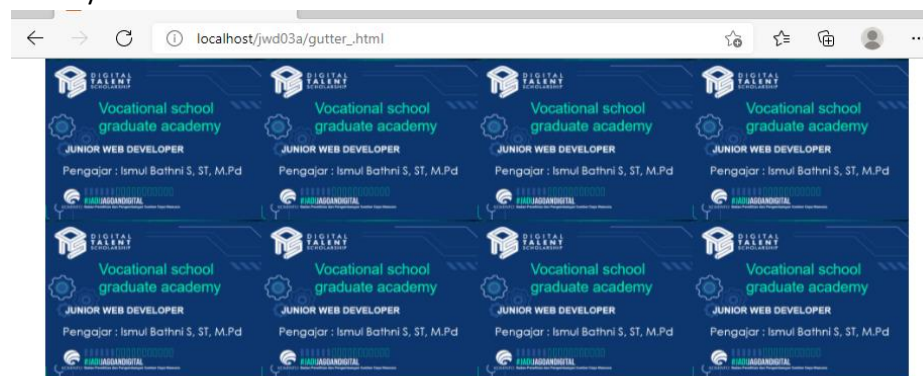 localhost/jwd03a/gutter_.html
DIGITAL DIGITAL DIGITAL DIGITAL
TALENT TALENT TALENT TALENT
SCHOLARSHIP SCHOLARSHIP SCHOLARSHIP SCHOLARSHIP
Vocational school Vocational school Vocational school Vocational school
graduate academy graduate academy graduate academy graduate academy
JUNIOR WEB DEVELOPER JUNIOR WEB DEVELOPER JUNIOR WEB DEVELOPER JUNIOR WEB DEVELOPER
Pengajar : Ismul Bathni S, ST, M.Pd Pengajar : Ismul Bathni S, ST, M.Pd Pengajar : Ismul Bathni S, ST, M.Pd Pengajar : Ismul Bathni S, ST, M.Pd
#JADIJAGOANDIGITAL #JADIJAGOANDIGITAL #JADIJAGOANDIGITAL #JADIJAGOANDIGITAL
DIGITAL DIGITAL DIGITAL DIGITAL
TALENT TALENT TALENT TALENT
SCHOLARSHIP SCHOLARSHIP SCHOLARSHIP SCHOLARSHIP
Vocational school Vocational school Vocational school Vocational school
graduate academy graduate academy graduate academy graduate academy
JUNIOR WEB DEVELOPER JUNIOR WEB DEVELOPER JUNIOR WEB DEVELOPER JUNIOR WEB DEVELOPER
Pengajar : Ismul Bathni S, ST, M.Pd Pengajar : Ismul Bathni S, ST, M.Pd Pengajar : Ismul Bathni S, ST, M.Pd Pengajar : Ismul Bathni S, ST, M.Pd
#JADIJAGOANDIGITAL #JADIJAGOANDIGITAL #JADIJAGOANDIGITAL #JADIJAGOANDIGITAL